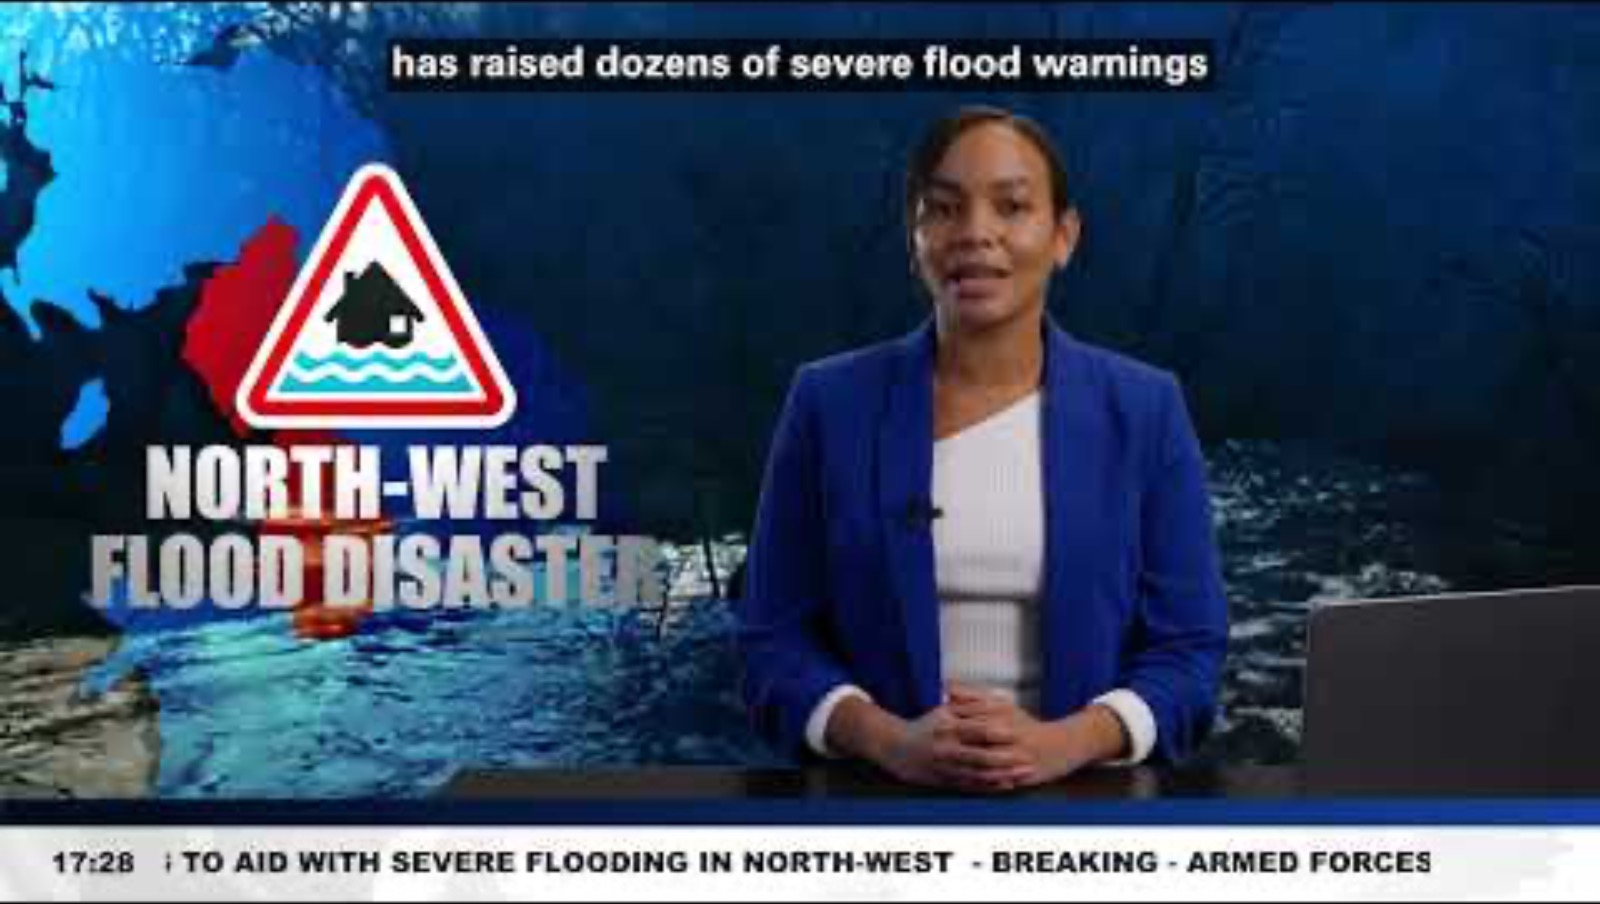 has raised dozens of severe flood warnings
NORTH-WEST
FLOOD DISASTER
17:28 TO AID WITH SEVERE FLOODING IN NORTH-WEST - BREAKING - ARMED FORCES